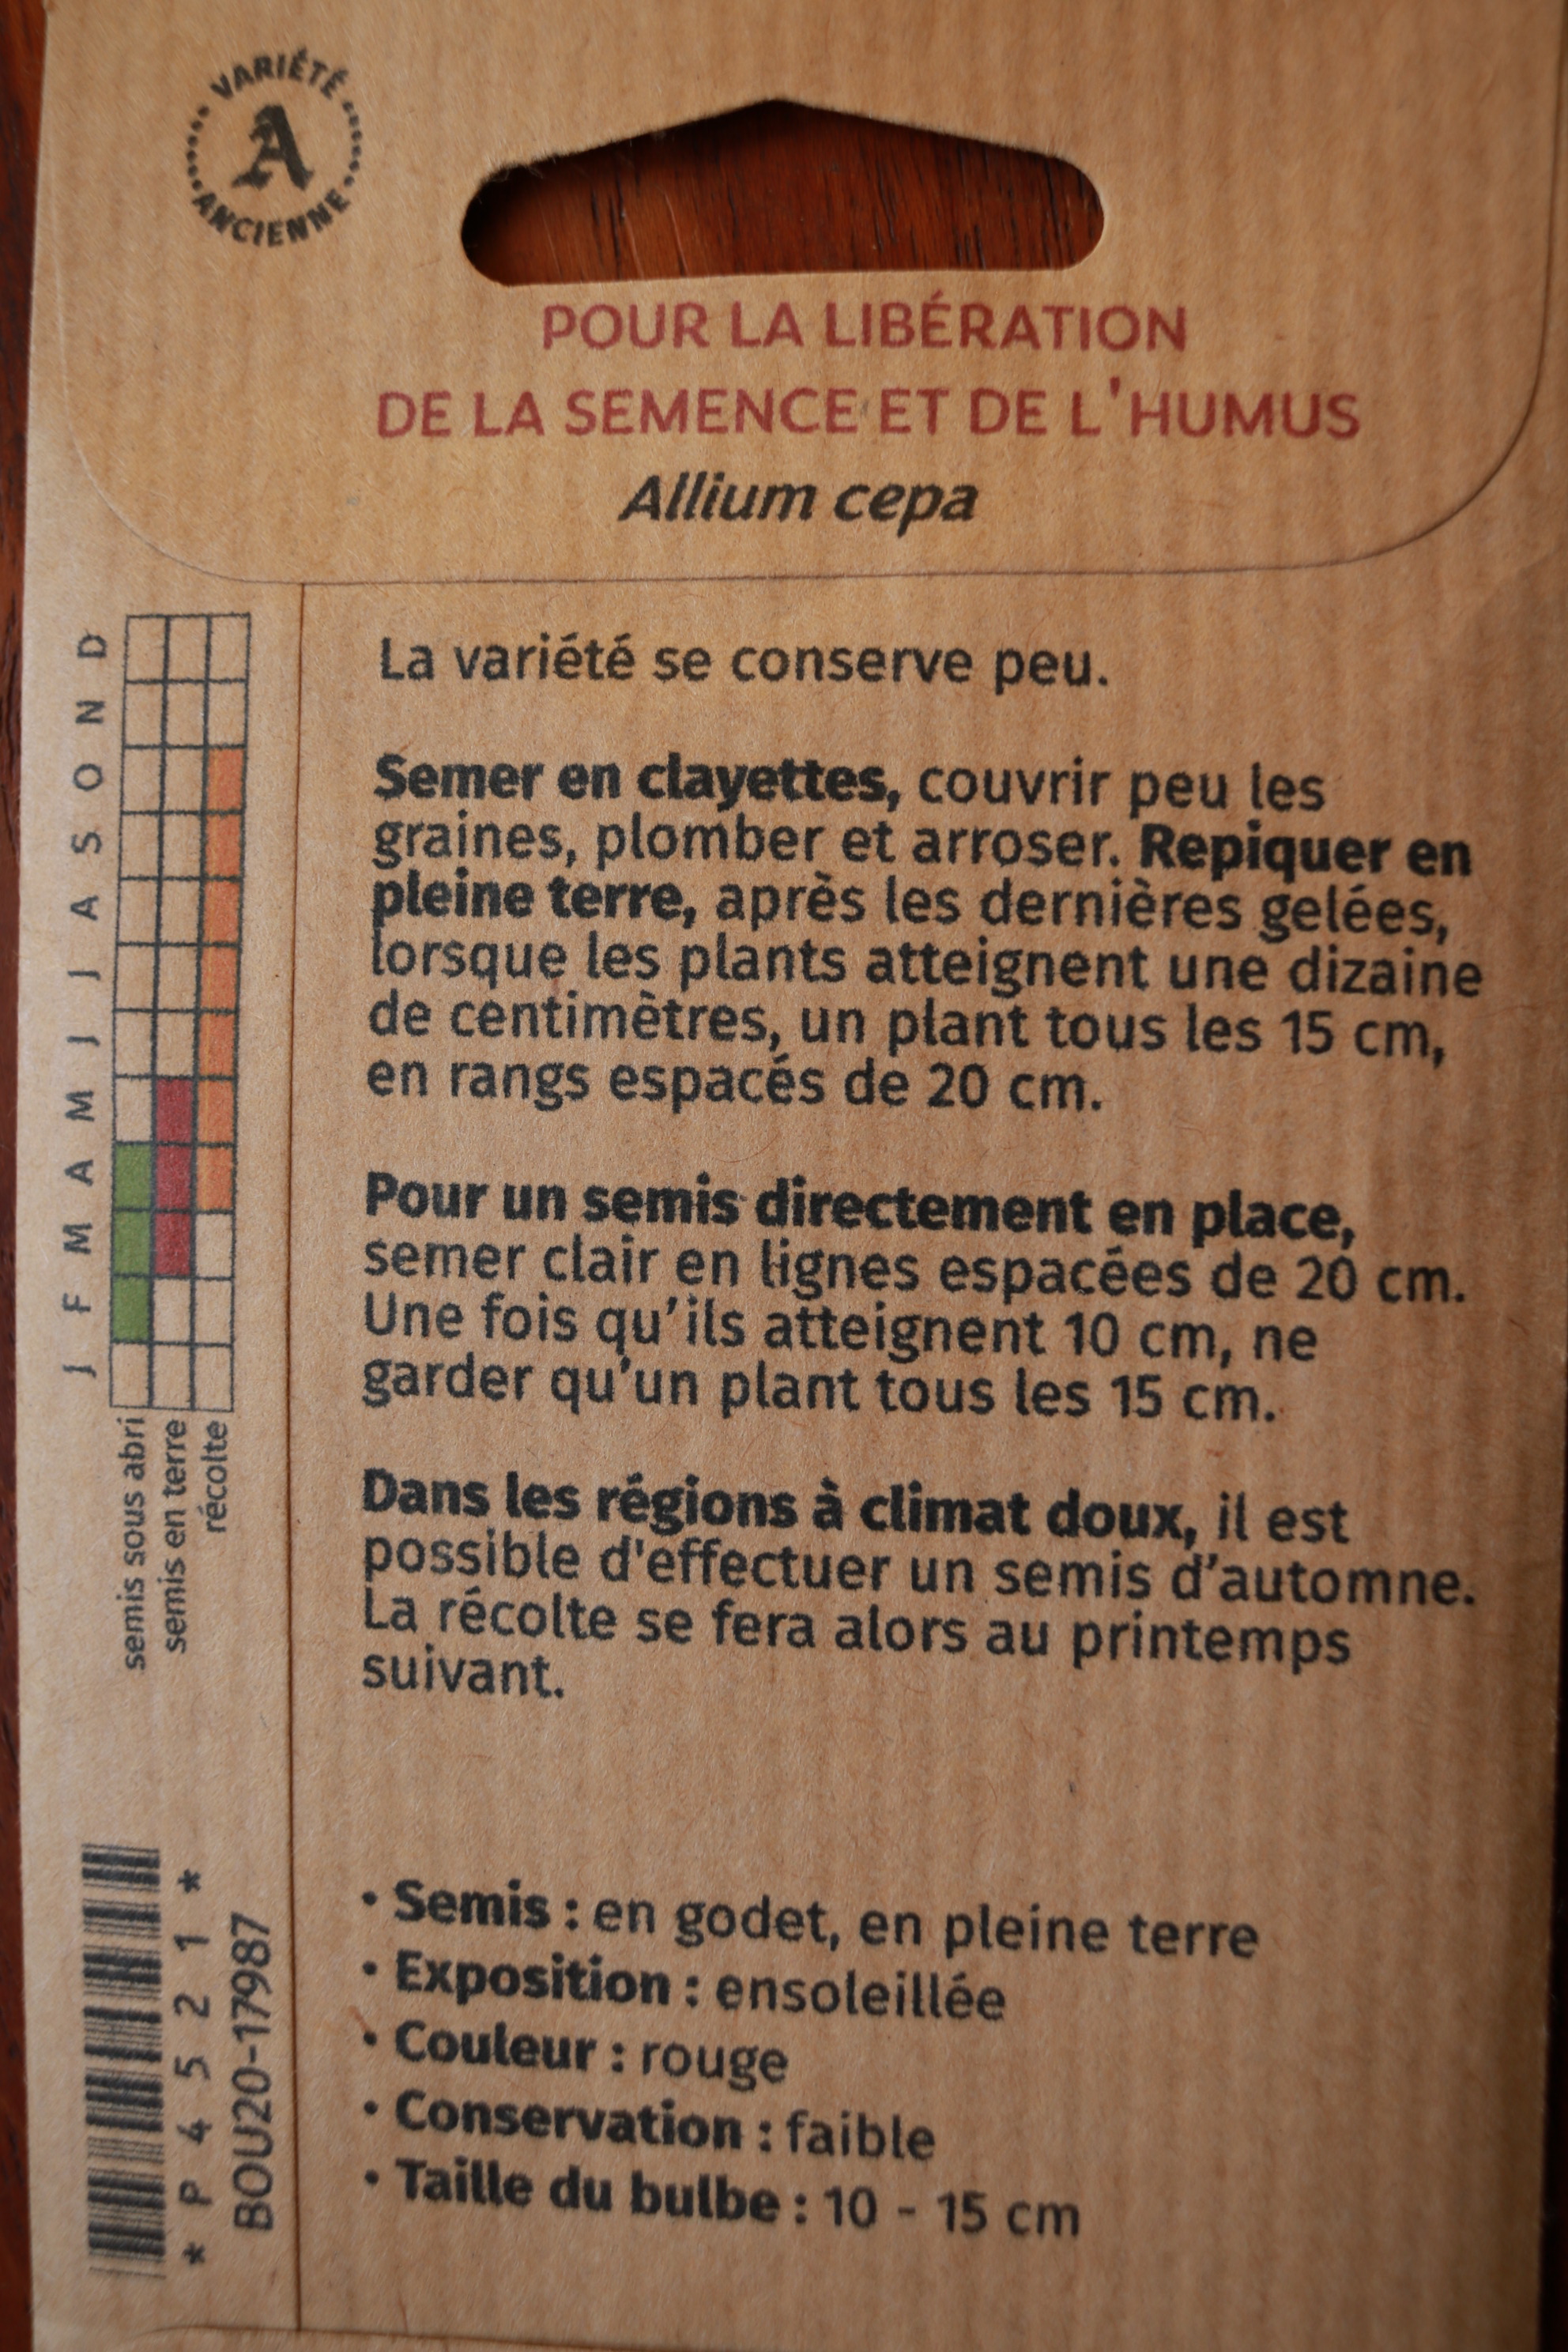 VARIÉTÉ
A
ANCIENNE
POUR LA LIBÉRATION
DE LA SEMENCE ET DE L'HUMUS
Allium cepa
J F M A M J J A S O N D
semis sous abri
semis en terre
récolte
La variété se conserve peu.
Semer en clayettes, couvrir peu les
graines, plomber et arroser. Repiquer en
pleine terre, après les dernières gelées,
lorsque les plants atteignent une dizaine
de centimètres, un plant tous les 15 cm,
en rangs espacés de 20 cm.
Pour un semis directement en place,
semer clair en lignes espacées de 20 cm.
Une fois qu’ils atteignent 10 cm, ne
garder qu’un plant tous les 15 cm.
Dans les régions à climat doux, il est
possible d'effectuer un semis d’automne.
La récolte se fera alors au printemps
suivant.
* P 4 5 2 1 *
BOU20-17987
• Semis : en godet, en pleine terre
• Exposition : ensoleillée
• Couleur : rouge
• Conservation : faible
• Taille du bulbe : 10 - 15 cm